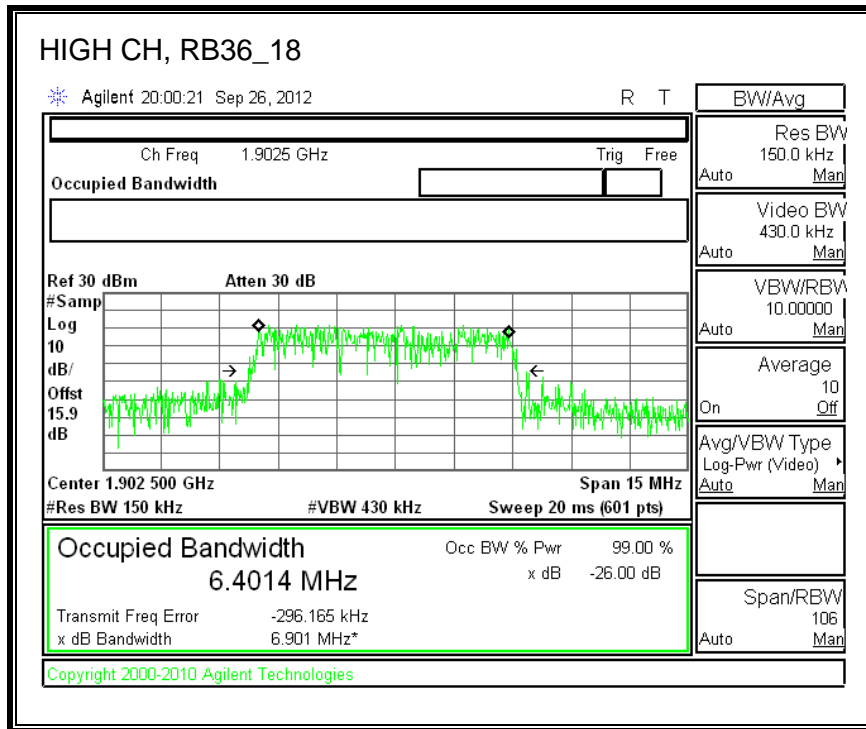 HIGH CH, RB36_18
Agilent 20:00:21 Sep 26, 2012 R T
BW/Avg
Ch Freq 1.9025 GHz Trig Free
Occupied Bandwidth
Res BW
150.0 kHz
Auto Man
Video BW
430.0 kHz
Auto Man
VBW/RBW
10.00000
Auto Man
Average
10
On Off
Avg/VBW Type
Log-Pwr (Video)
Auto Man
Span/RBW
106
Auto Man
Ref 30 dBm Atten 30 dB
#Samp
Log
10
dB/
Offst
15.9
dB
Center 1.902 500 GHz Span 15 MHz
#Res BW 150 kHz #VBW 430 kHz Sweep 20 ms (601 pts)
Occupied Bandwidth Occ BW % Pwr 99.00 %
6.4014 MHz x dB -26.00 dB
Transmit Freq Error -296.165 kHz
x dB Bandwidth 6.901 MHz*
Copyright 2000-2010 Agilent Technologies